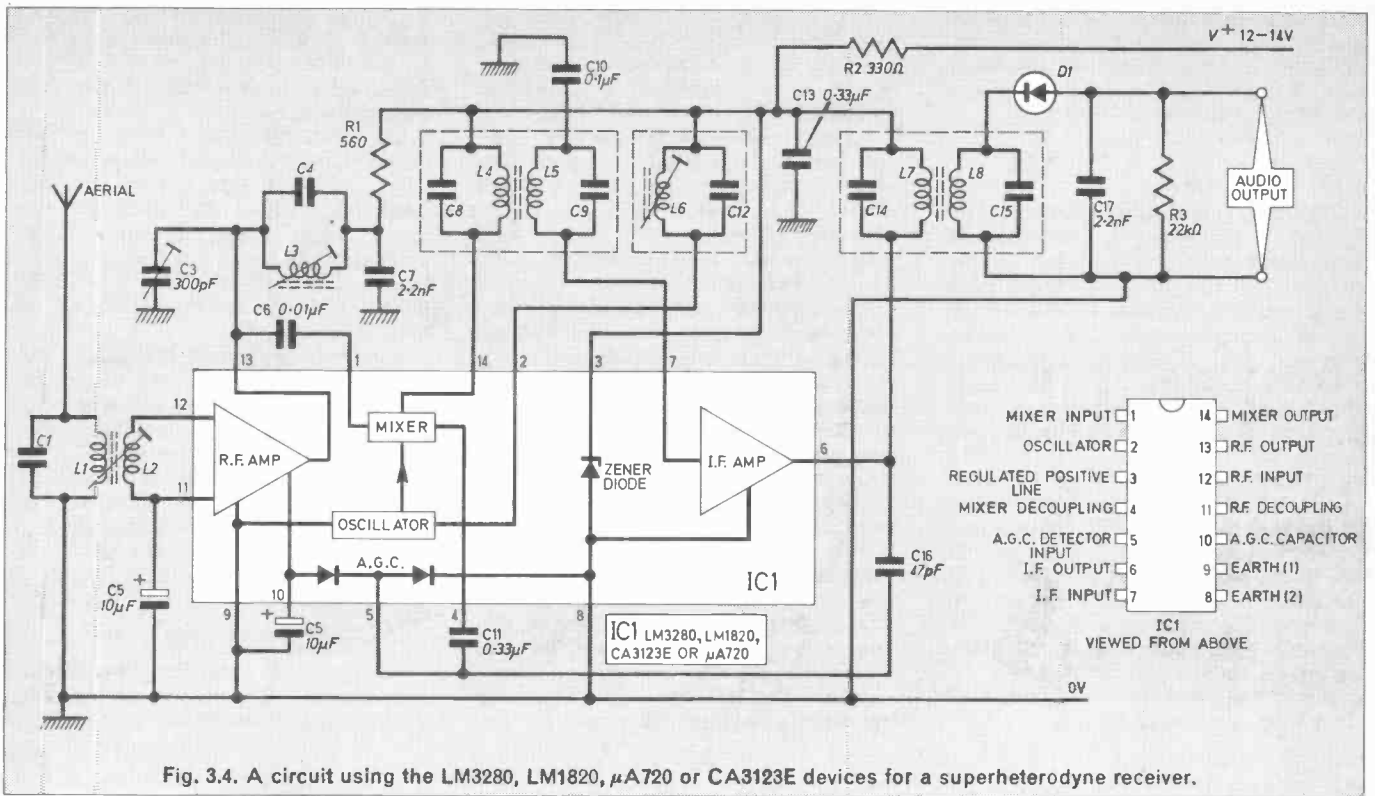 V+ 12–14V
R2 330Ω
D1
C10
0·1μF
C13 0·33μF
R1
560
C4
L4
L5
C8
C9
L6
C12
L7
L8
C14
C15
C17
2·2nF
R3
22kΩ
AUDIO
OUTPUT
AERIAL
C3
300pF
L3
C7
2·2nF
C6 0·01μF
13
1
14
2
3
7
12
11
C1
L1
L2
R.F. AMP
MIXER
OSCILLATOR
ZENER
DIODE
I.F. AMP
6
A.G.C.
IC1
10
9
5
4
8
C5
10μF
C5
10μF
C11
0·33μF
C16
47pF
IC1 LM3280, LM1820,
CA3123E OR μA720
0V
MIXER INPUT 1
OSCILLATOR 2
REGULATED POSITIVE
LINE 3
MIXER DECOUPLING 4
A.G.C. DETECTOR
INPUT 5
I.F. OUTPUT 6
I.F. INPUT 7
14 MIXER OUTPUT
13 R.F. OUTPUT
12 R.F. INPUT
11 R.F. DECOUPLING
10 A.G.C. CAPACITOR
9 EARTH (1)
8 EARTH (2)
IC1
VIEWED FROM ABOVE
Fig. 3.4. A circuit using the LM3280, LM1820, μA720 or CA3123E devices for a superheterodyne receiver.